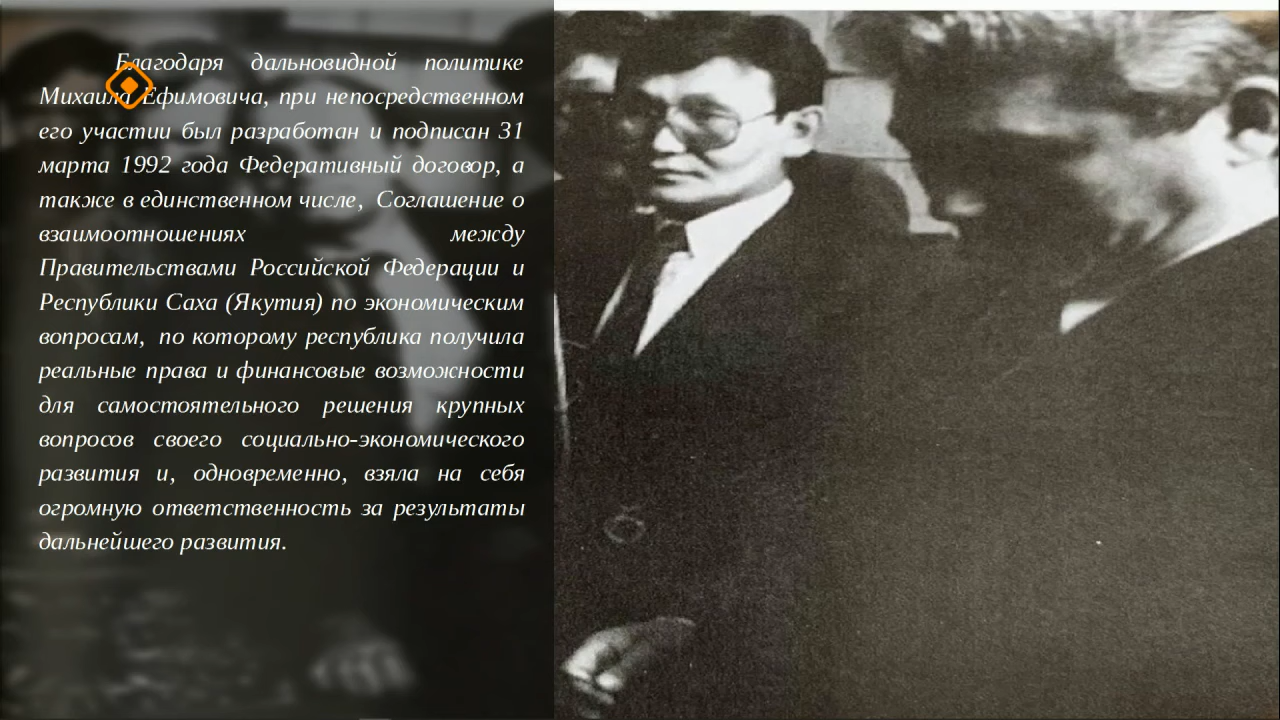 Благодаря дальновидной политике
Михаила Ефимовича, при непосредственном
его участии был разработан и подписан 31
марта 1992 года Федеративный договор, а
также в единственном числе, Соглашение о
взаимоотношениях между
Правительствами Российской Федерации и
Республики Саха (Якутия) по экономическим
вопросам, по которому республика получила
реальные права и финансовые возможности
для самостоятельного решения крупных
вопросов своего социально-экономического
развития и, одновременно, взяла на себя
огромную ответственность за результаты
дальнейшего развития.